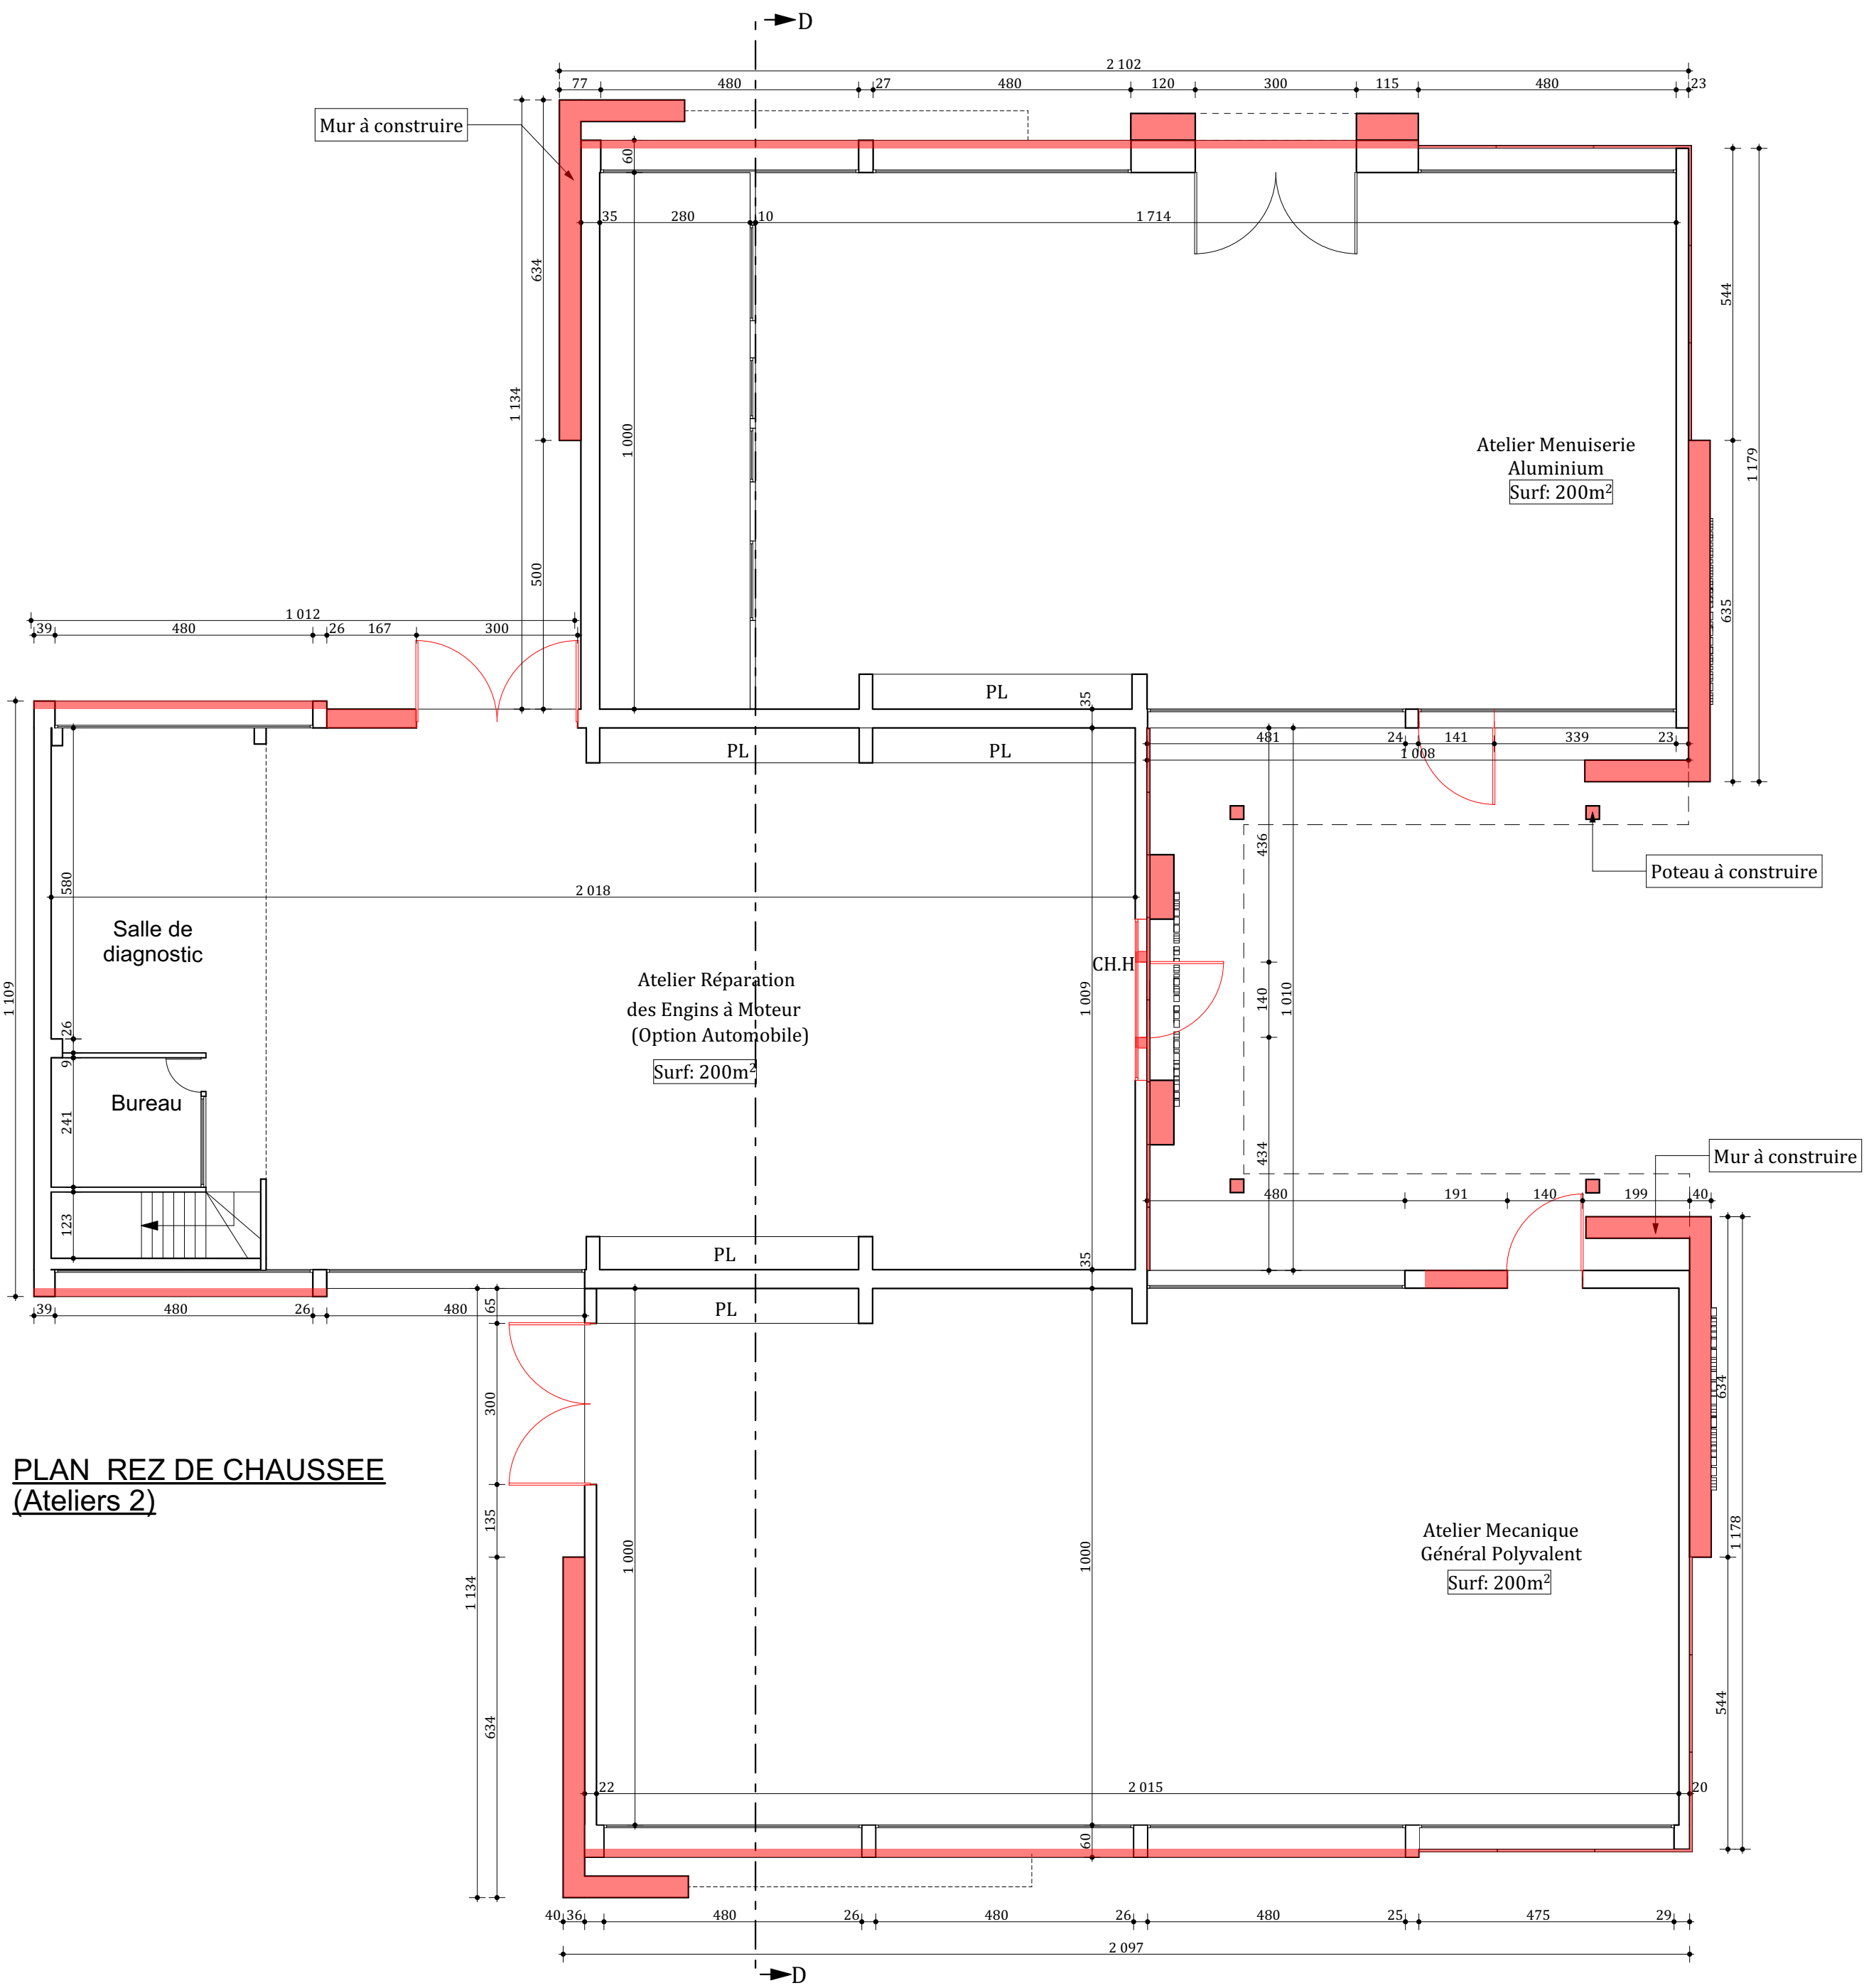 D
2 102
77 480 27 480 120 300 115 480 23
Mur à construire
60
35 280 10 1 714
634
544
1 134
1 000
Atelier Menuiserie
Aluminium
Surf: 200m²
1 179
500
635
1 012
39 480 26 167 300
PL
35
PL PL
481 24 141 339 23
1 008
436
Poteau à construire
580
2 018
Salle de
diagnostic
CH.H
Atelier Réparation
des Engins à Moteur
(Option Automobile)
Surf: 200m²
1 109
1 009
140
1 010
26
9
Bureau
241
434
Mur à construire
480 191 140 199 40
123
PL
35
PL
39 480 26 480
65
300
634
PLAN REZ DE CHAUSSEE
(Ateliers 2)
135
1 134
1 000
1000
Atelier Mecanique
Général Polyvalent
Surf: 200m²
1 178
634
544
22 2 015 20
60
40 36 480 26 480 26 480 25 475 29
2 097
D